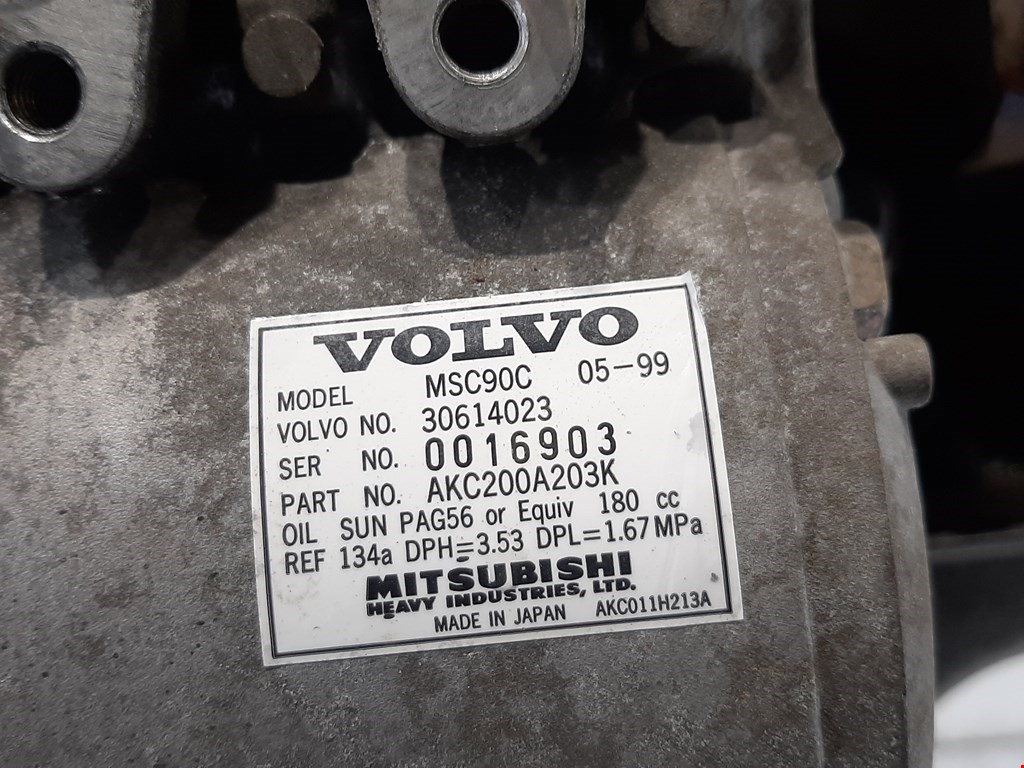 VOLVO
MODEL MSC90C 05-99
VOLVO NO. 30614023
SER NO. 0016903
PART NO. AKC200A203K
OIL SUN PAG56 or Equiv 180 cc
REF 134a DPH=3.53 DPL=1.67 MPa
MITSUBISHI
HEAVY INDUSTRIES, LTD.
MADE IN JAPAN AKC011H213A